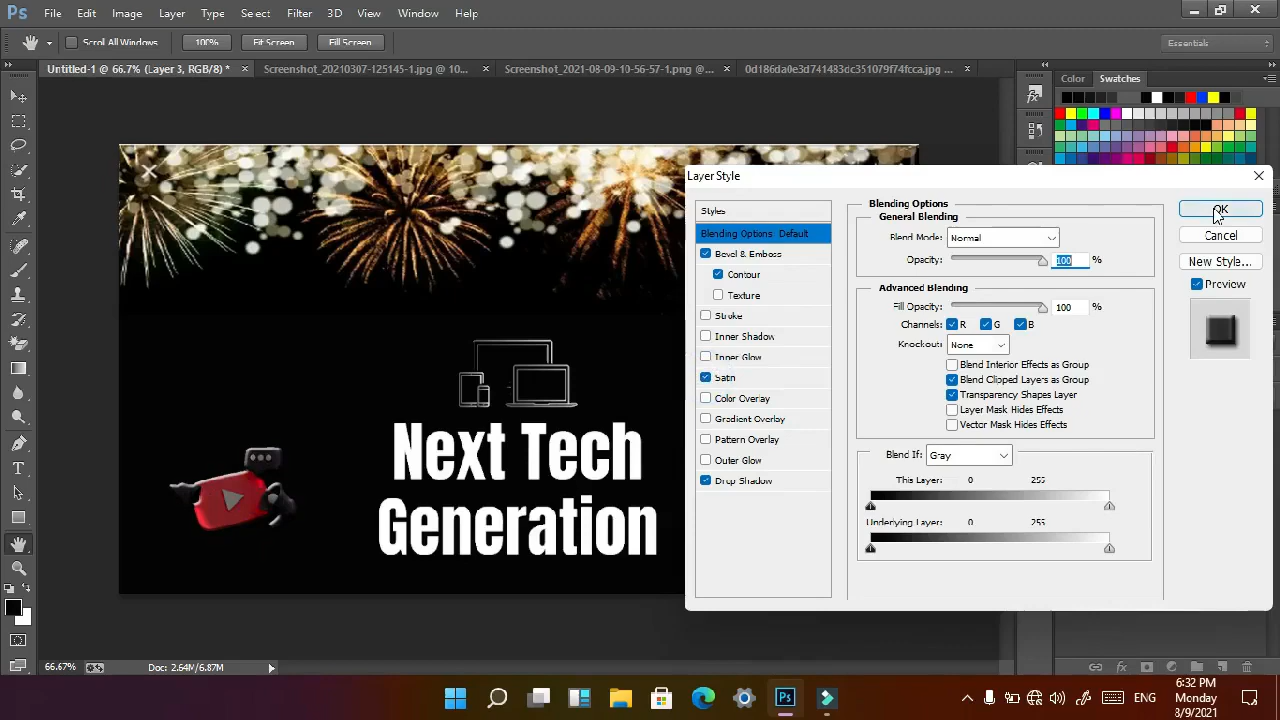 Ps File Edit Image Layer Type Select Filter 3D View Window Help
Scroll All Windows 100% Fit Screen Fill Screen Essentials
Untitled-1 @ 66.7% (Layer 3, RGB/8) * × Screenshot_20210307-125145-1.jpg @ 10... × Screenshot_2021-08-09-10-56-57-1.png @ ... × 0d186da0e3d741483dc351079f74fcca.jpg ... ×
Color Swatches
Layer Style
Styles
Blending Options: Default
Bevel & Emboss
Contour
Texture
Stroke
Inner Shadow
Inner Glow
Satin
Color Overlay
Gradient Overlay
Pattern Overlay
Outer Glow
Drop Shadow
Blending Options
General Blending
Blend Mode: Normal
Opacity: 100 %
Advanced Blending
Fill Opacity: 100 %
Channels: R G B
Knockout: None
Blend Interior Effects as Group
Blend Clipped Layers as Group
Transparency Shapes Layer
Layer Mask Hides Effects
Vector Mask Hides Effects
Blend If: Gray
This Layer: 0 255
Underlying Layer: 0 255
OK
Cancel
New Style...
Preview
Next Tech
Generation
66.67% Doc: 2.64M/6.87M
Ps
ENG
6:32 PM
Monday
8/9/2021